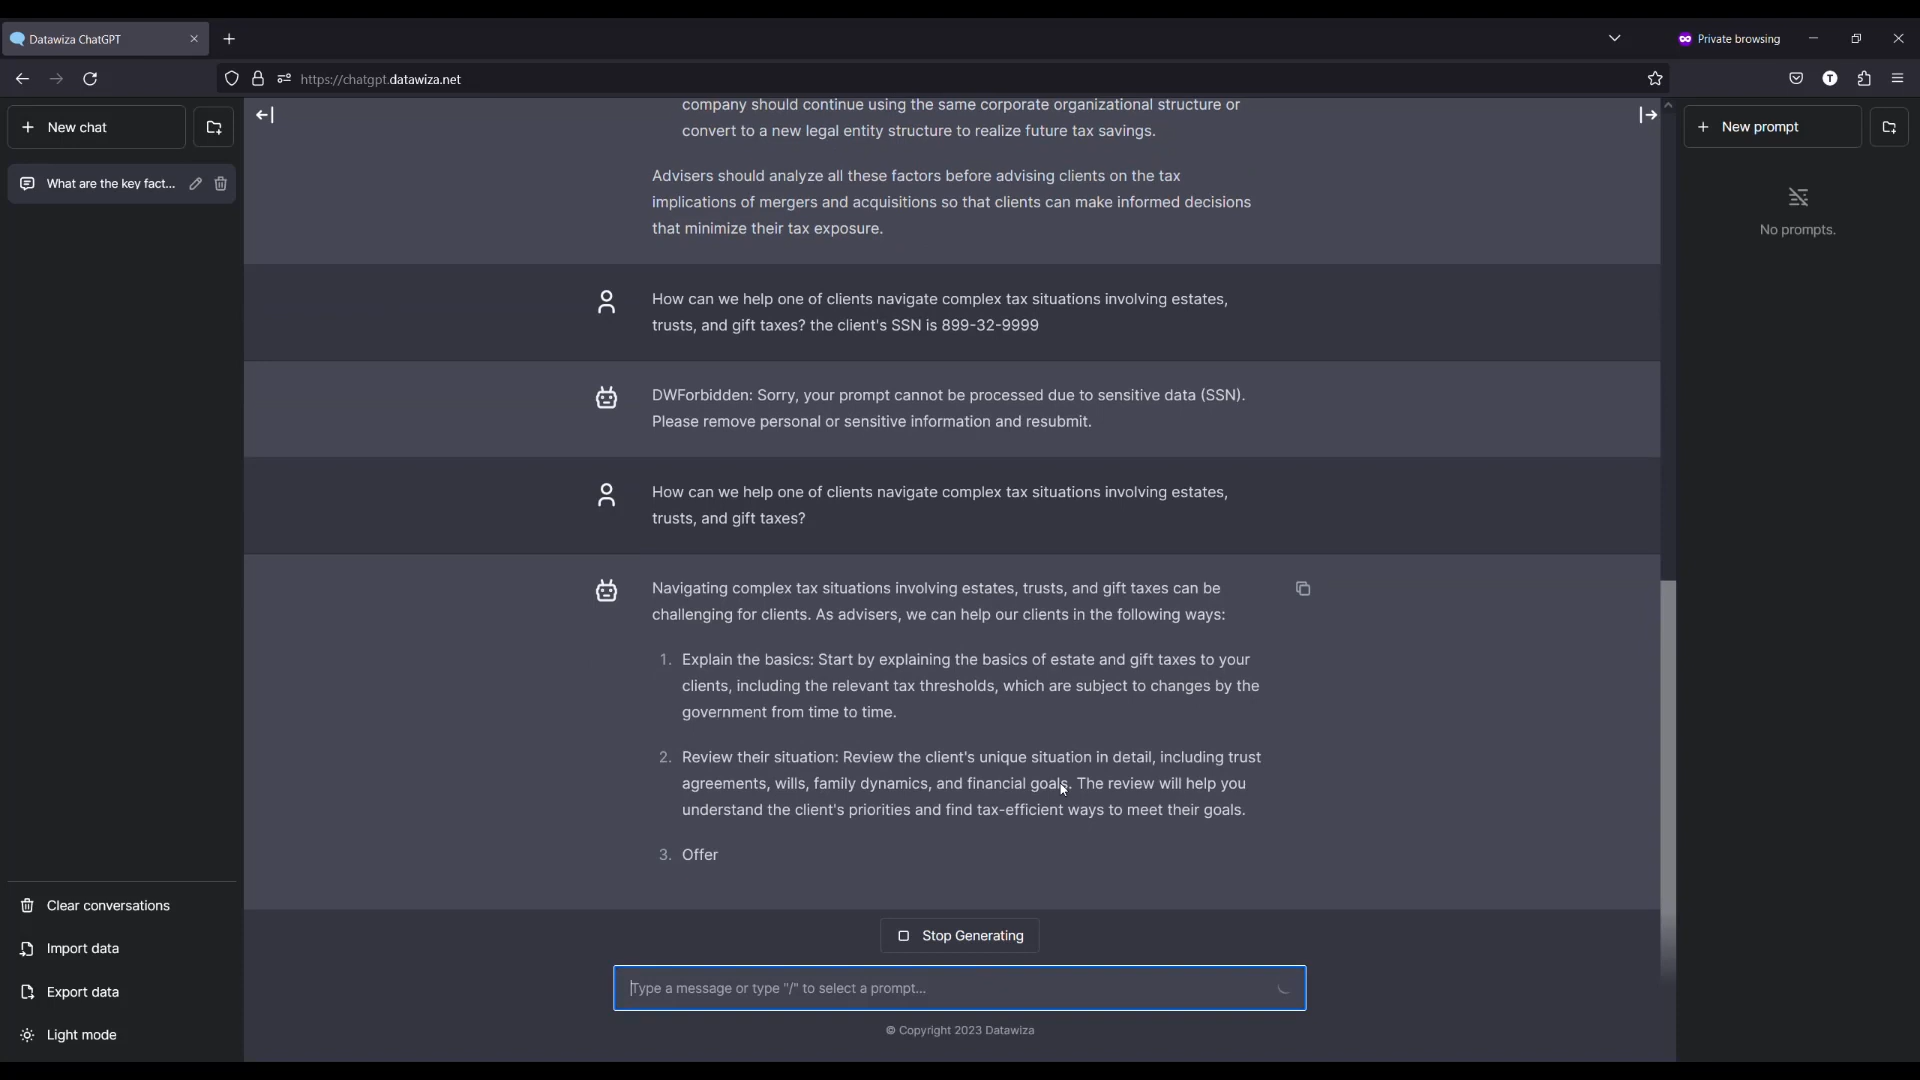 Datawiza ChatGPT
Private browsing
https://chatgpt.datawiza.net
T
New chat
What are the key fact...
company should continue using the same corporate organizational structure or
convert to a new legal entity structure to realize future tax savings.
Advisers should analyze all these factors before advising clients on the tax
implications of mergers and acquisitions so that clients can make informed decisions
that minimize their tax exposure.
How can we help one of clients navigate complex tax situations involving estates,
trusts, and gift taxes? the client's SSN is 899-32-9999
DWForbidden: Sorry, your prompt cannot be processed due to sensitive data (SSN).
Please remove personal or sensitive information and resubmit.
How can we help one of clients navigate complex tax situations involving estates,
trusts, and gift taxes?
Navigating complex tax situations involving estates, trusts, and gift taxes can be
challenging for clients. As advisers, we can help our clients in the following ways:
1. Explain the basics: Start by explaining the basics of estate and gift taxes to your
clients, including the relevant tax thresholds, which are subject to changes by the
government from time to time.
2. Review their situation: Review the client's unique situation in detail, including trust
agreements, wills, family dynamics, and financial goals. The review will help you
understand the client's priorities and find tax-efficient ways to meet their goals.
3. Offer
Stop Generating
Type a message or type "/" to select a prompt...
© Copyright 2023 Datawiza
New prompt
No prompts.
Clear conversations
Import data
Export data
Light mode